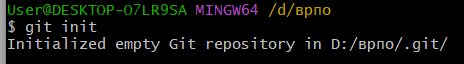 User@DESKTOP-O7LR9SA MINGW64 /d/врпо
$ git init
Initialized empty Git repository in D:/врпо/.git/